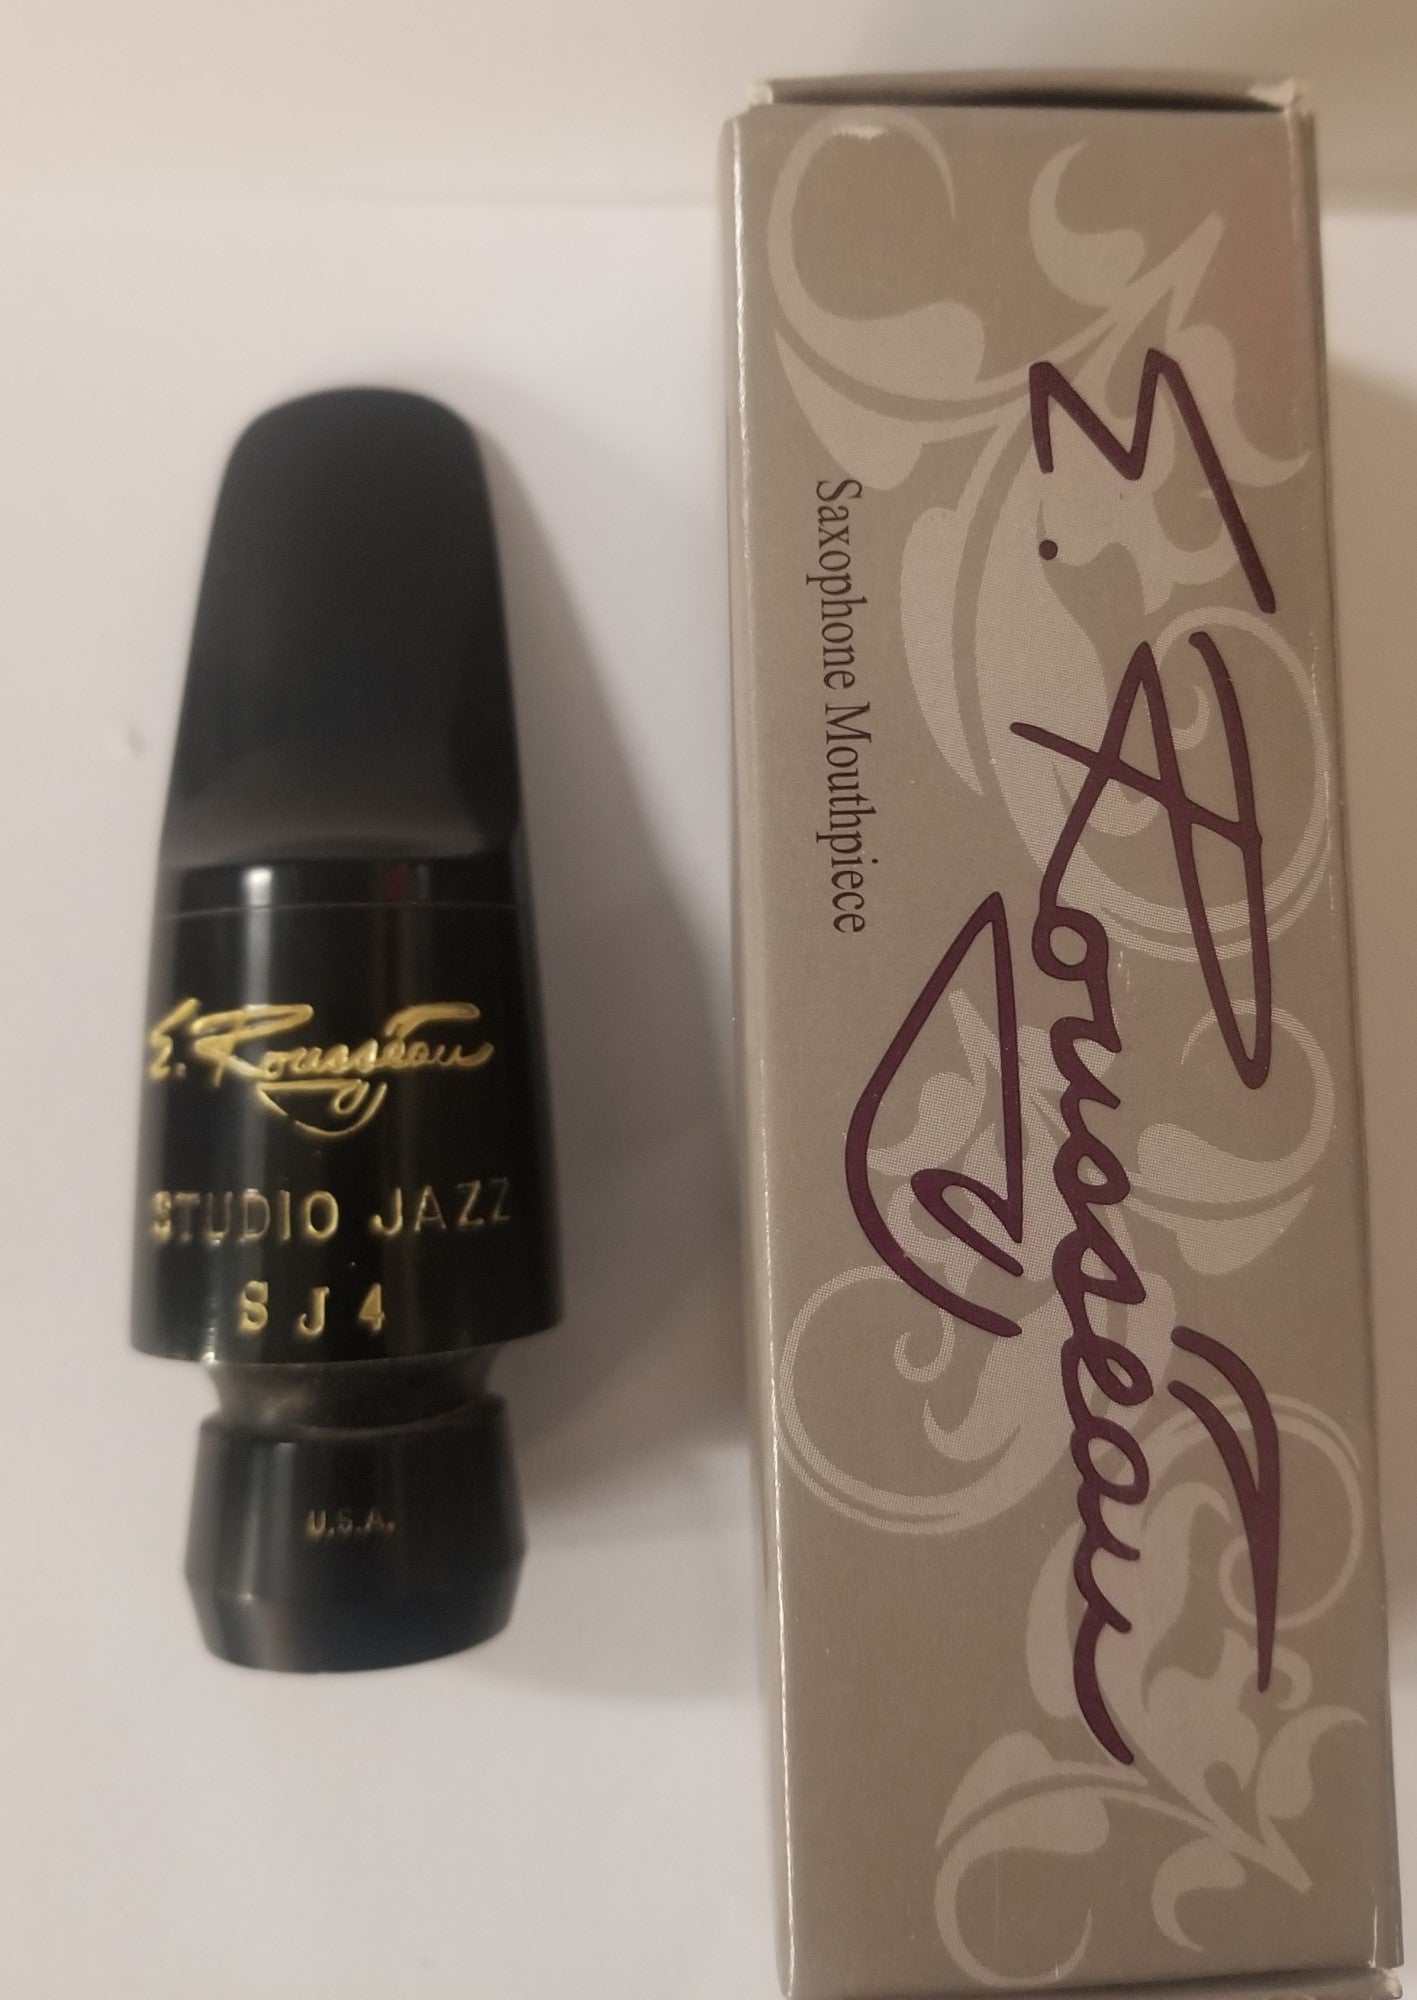 E. Rousseau
STUDIO JAZZ
SJ4
U.S.A.
E. Rousseau
Saxophone Mouthpiece